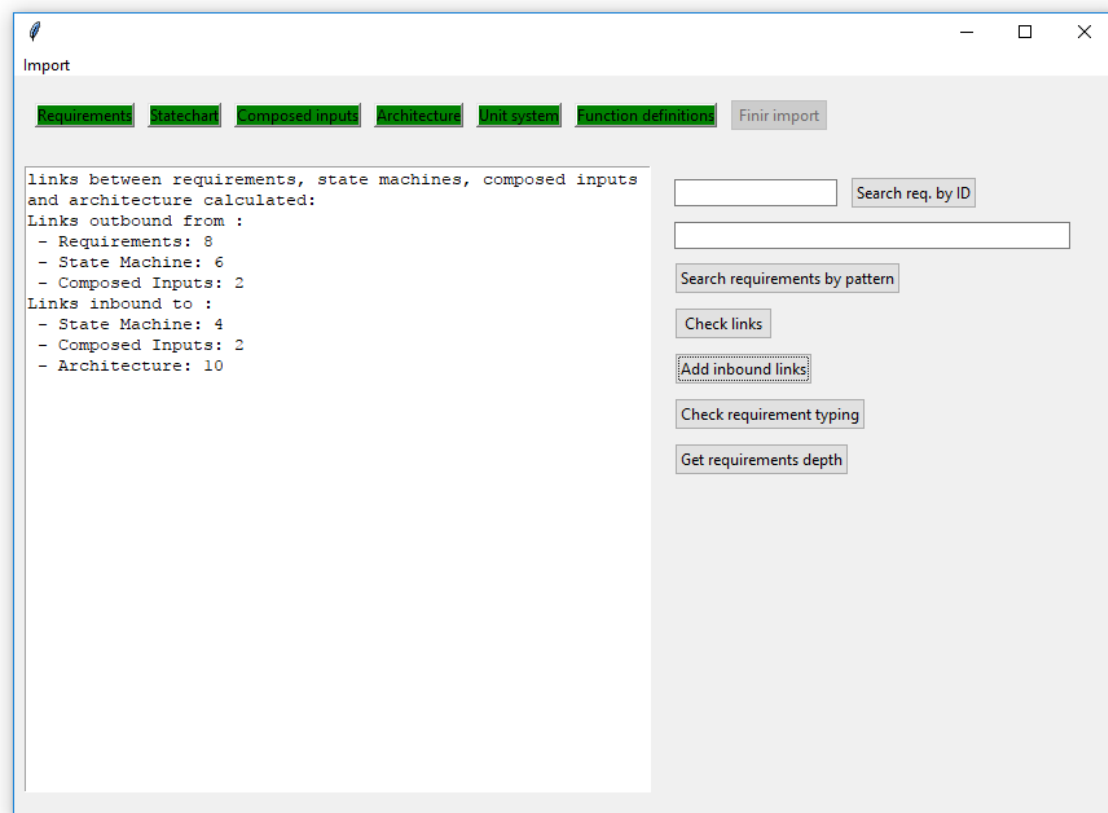 Import
Requirements Statechart Composed inputs Architecture Unit system Function definitions Finir import
links between requirements, state machines, composed inputs
and architecture calculated:
Links outbound from :
- Requirements: 8
- State Machine: 6
- Composed Inputs: 2
Links inbound to :
- State Machine: 4
- Composed Inputs: 2
- Architecture: 10
Search req. by ID
Search requirements by pattern
Check links
Add inbound links
Check requirement typing
Get requirements depth